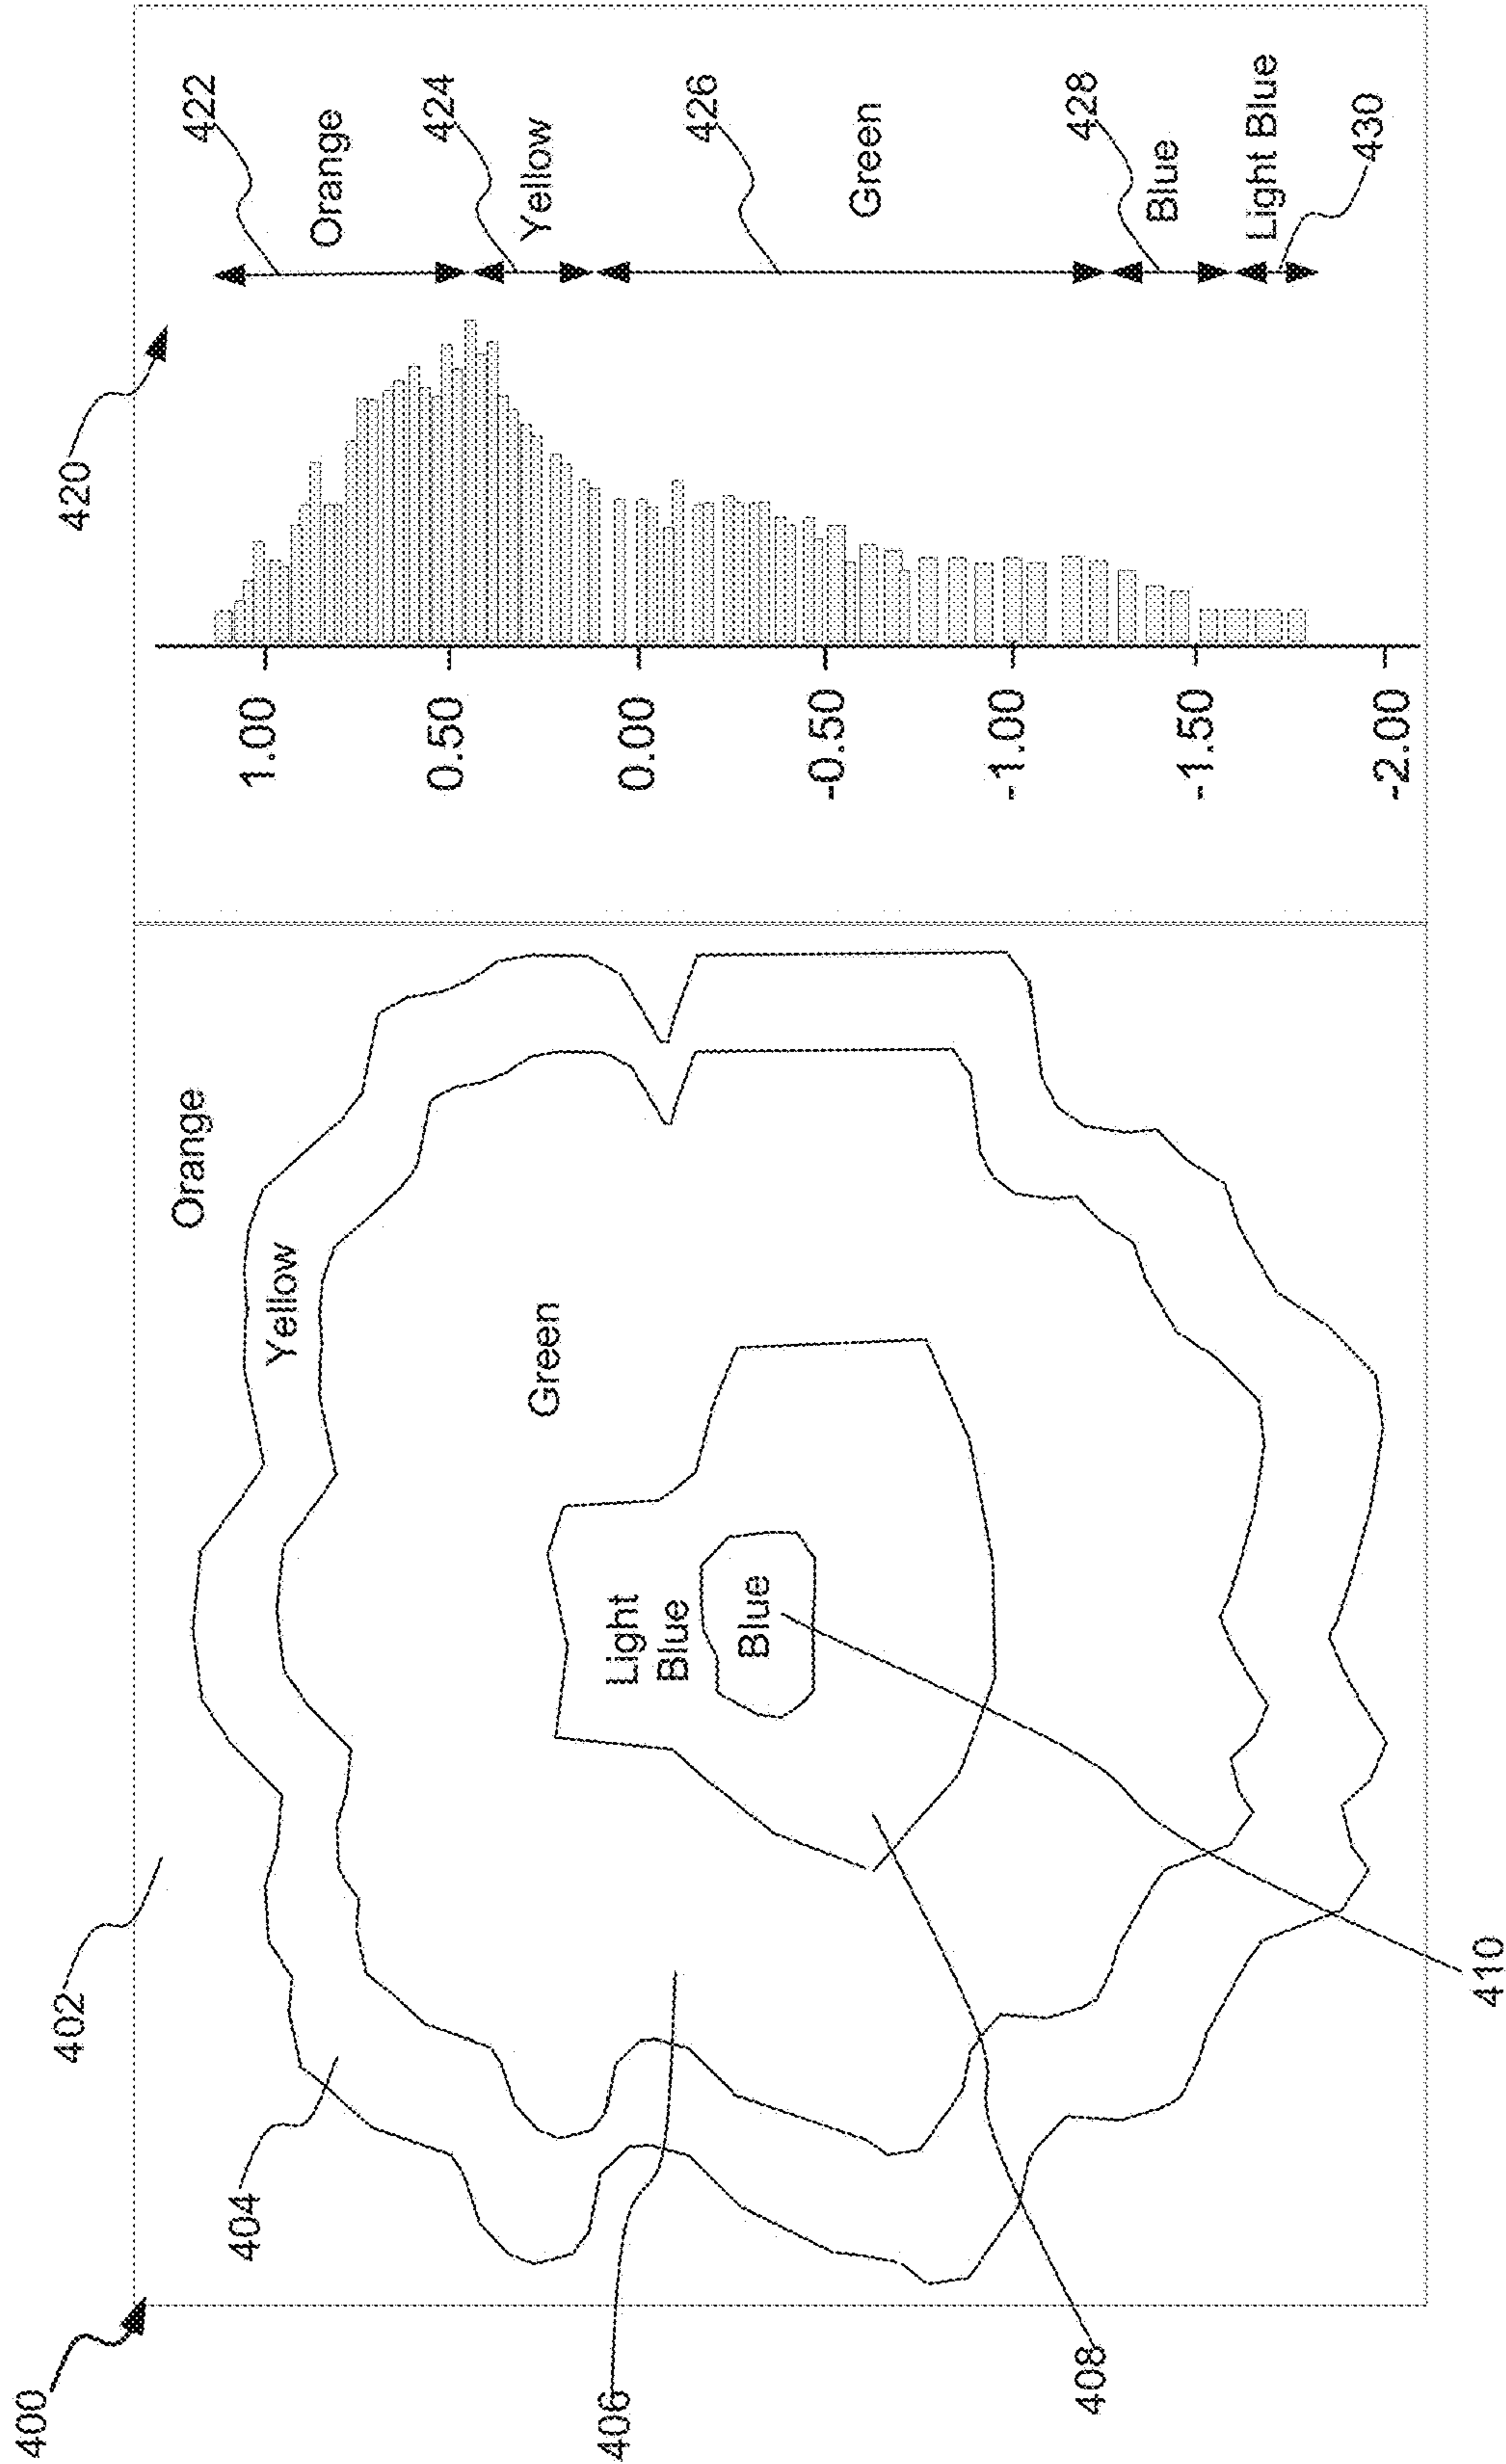 400
402
404
406
408
410
Orange
Yellow
Green
Light
Blue
Blue
420
1.00
0.50
0.00
-0.50
-1.00
-1.50
-2.00
422
Orange
424
Yellow
426
Green
428
Blue
Light Blue
430